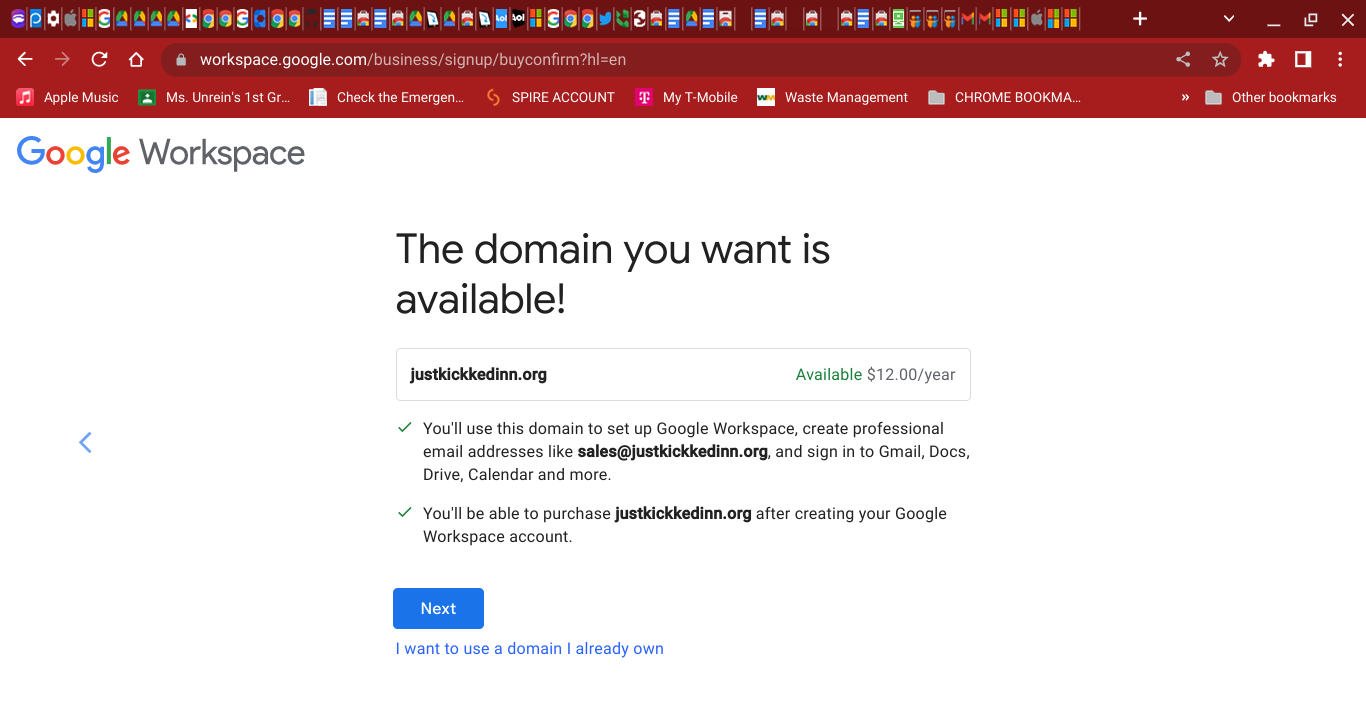 workspace.google.com/business/signup/buyconfirm?hl=en
Apple Music Ms. Unrein's 1st Gr... Check the Emergen... SPIRE ACCOUNT My T-Mobile Waste Management CHROME BOOKMA... » Other bookmarks
Google Workspace
The domain you want is
available!
justkickkedinn.org Available $12.00/year
You'll use this domain to set up Google Workspace, create professional
email addresses like sales@justkickkedinn.org, and sign in to Gmail, Docs,
Drive, Calendar and more.
You'll be able to purchase justkickkedinn.org after creating your Google
Workspace account.
Next
I want to use a domain I already own